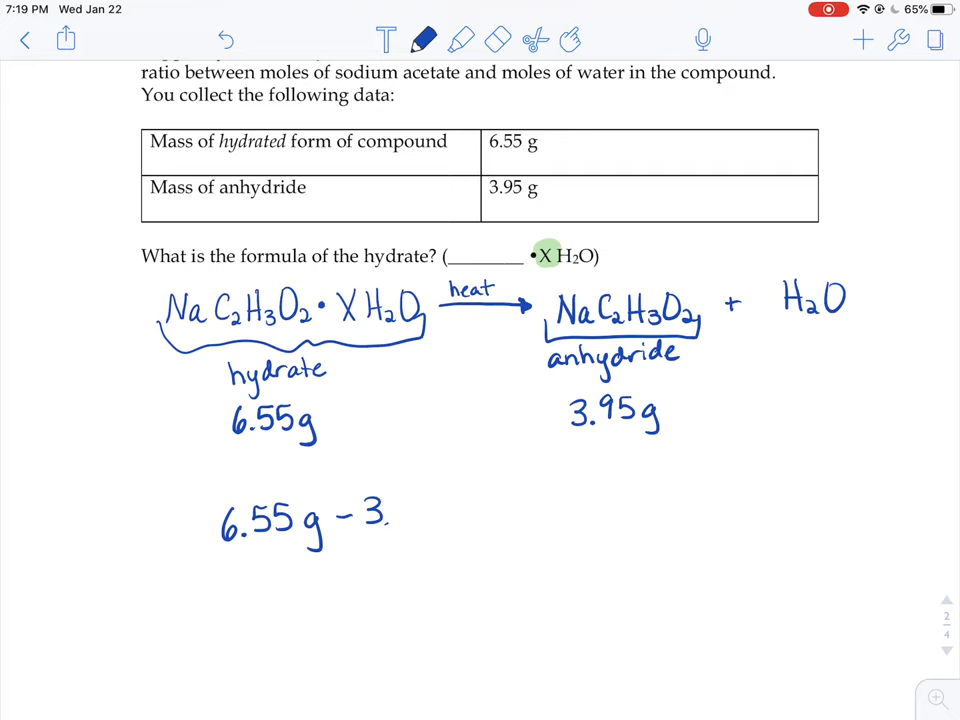 7:19 PM Wed Jan 22
65%
T
ratio between moles of sodium acetate and moles of water in the compound.
You collect the following data:
Mass of hydrated form of compound 6.55 g
Mass of anhydride 3.95 g
What is the formula of the hydrate? (________ •X H₂O)
NaC₂H₃O₂ • X H₂O heat → NaC₂H₃O₂ + H₂O
hydrate anhydride
6.55g 3.95g
6.55g - 3.
2
4